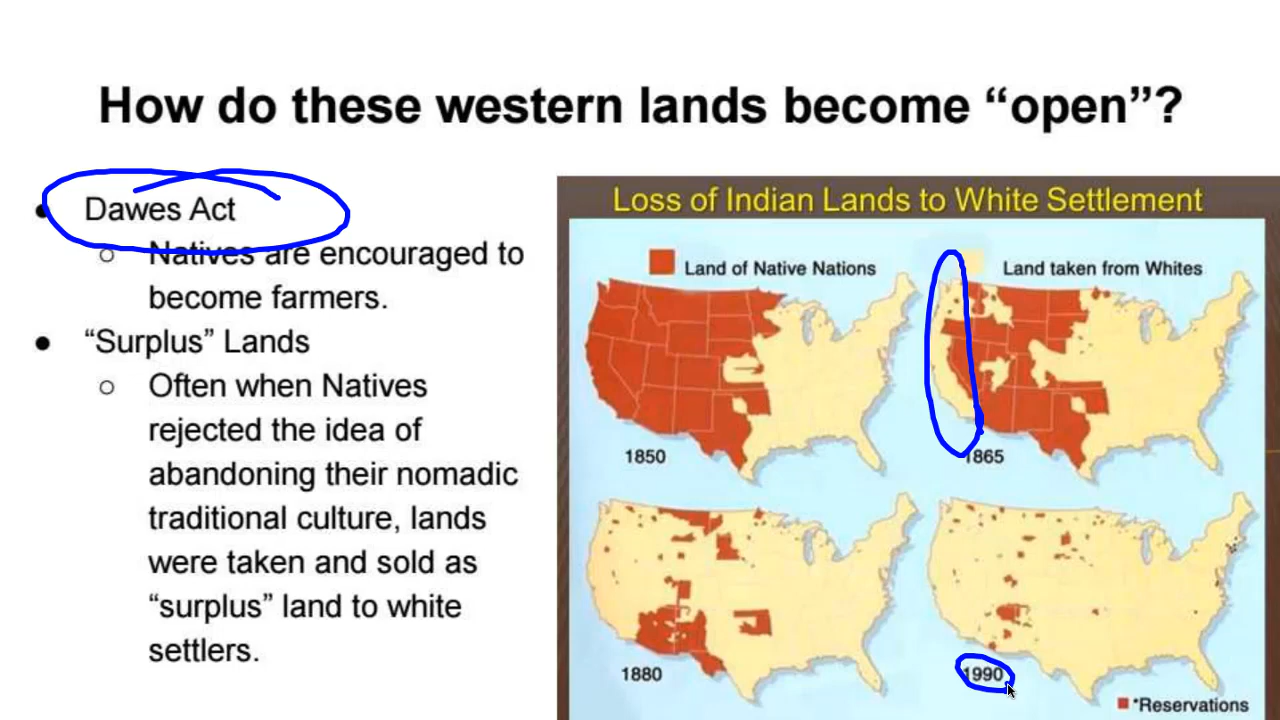 How do these western lands become “open”?
● Dawes Act
○ Natives are encouraged to
become farmers.
● “Surplus” Lands
○ Often when Natives
rejected the idea of
abandoning their nomadic
traditional culture, lands
were taken and sold as
“surplus” land to white
settlers.
Loss of Indian Lands to White Settlement
Land of Native Nations
Land taken from Whites
1850
1865
1880
1990
*Reservations